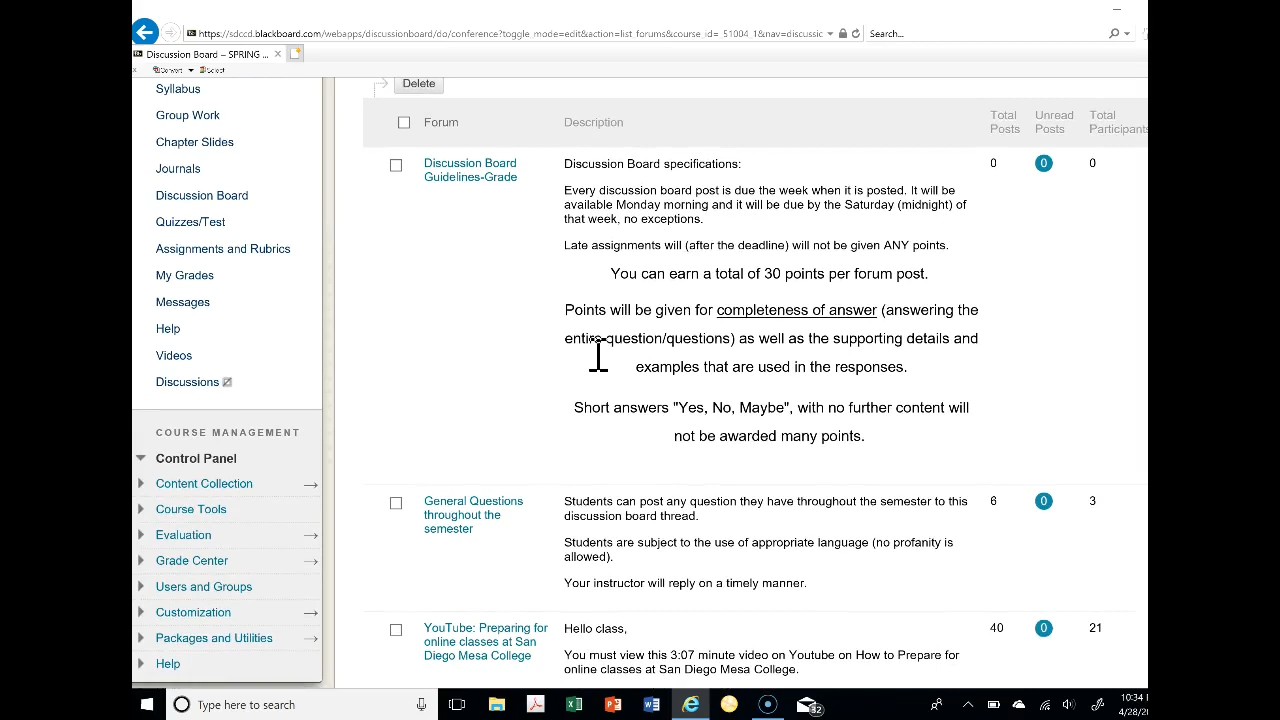 https://sdccd.blackboard.com/webapps/discussionboard/do/conference?toggle_mode=edit&action=list_forums&course_id=_51004_1&nav=discussic
Search...
Discussion Board – SPRING ...
Convert
Select
Syllabus
Group Work
Chapter Slides
Journals
Discussion Board
Quizzes/Test
Assignments and Rubrics
My Grades
Messages
Help
Videos
Discussions
COURSE MANAGEMENT
Control Panel
Content Collection
Course Tools
Evaluation
Grade Center
Users and Groups
Customization
Packages and Utilities
Help
Delete
Forum
Description
Total
Posts
Unread
Posts
Total
Participants
Discussion Board
Guidelines-Grade
Discussion Board specifications:
Every discussion board post is due the week when it is posted. It will be
available Monday morning and it will be due by the Saturday (midnight) of
that week, no exceptions.
Late assignments will (after the deadline) will not be given ANY points.
You can earn a total of 30 points per forum post.
Points will be given for completeness of answer (answering the
entire question/questions) as well as the supporting details and
examples that are used in the responses.
Short answers "Yes, No, Maybe", with no further content will
not be awarded many points.
0
0
0
General Questions
throughout the
semester
Students can post any question they have throughout the semester to this
discussion board thread.
Students are subject to the use of appropriate language (no profanity is
allowed).
Your instructor will reply on a timely manner.
6
0
3
YouTube: Preparing for
online classes at San
Diego Mesa College
Hello class,
You must view this 3:07 minute video on Youtube on How to Prepare for
online classes at San Diego Mesa College.
40
0
21
Type here to search
32
10:34
4/28/2